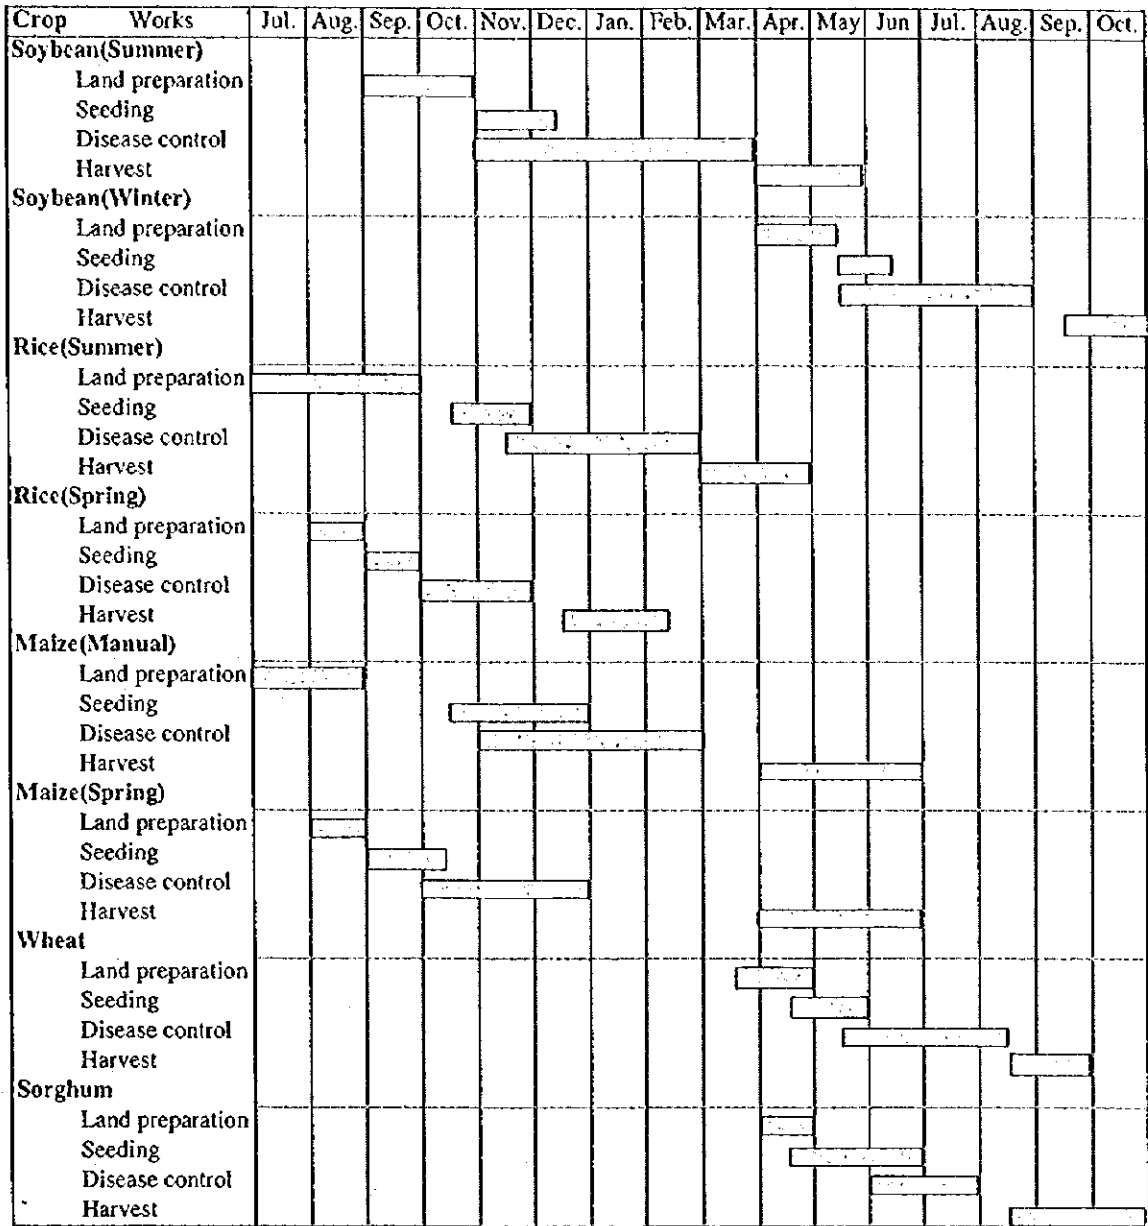 Crop Works Jul. Aug. Sep. Oct. Nov. Dec. Jan. Feb. Mar. Apr. May Jun Jul. Aug. Sep. Oct.
Soybean(Summer)
Land preparation
Seeding
Disease control
Harvest
Soybean(Winter)
Land preparation
Seeding
Disease control
Harvest
Rice(Summer)
Land preparation
Seeding
Disease control
Harvest
Rice(Spring)
Land preparation
Seeding
Disease control
Harvest
Maize(Manual)
Land preparation
Seeding
Disease control
Harvest
Maize(Spring)
Land preparation
Seeding
Disease control
Harvest
Wheat
Land preparation
Seeding
Disease control
Harvest
Sorghum
Land preparation
Seeding
Disease control
Harvest